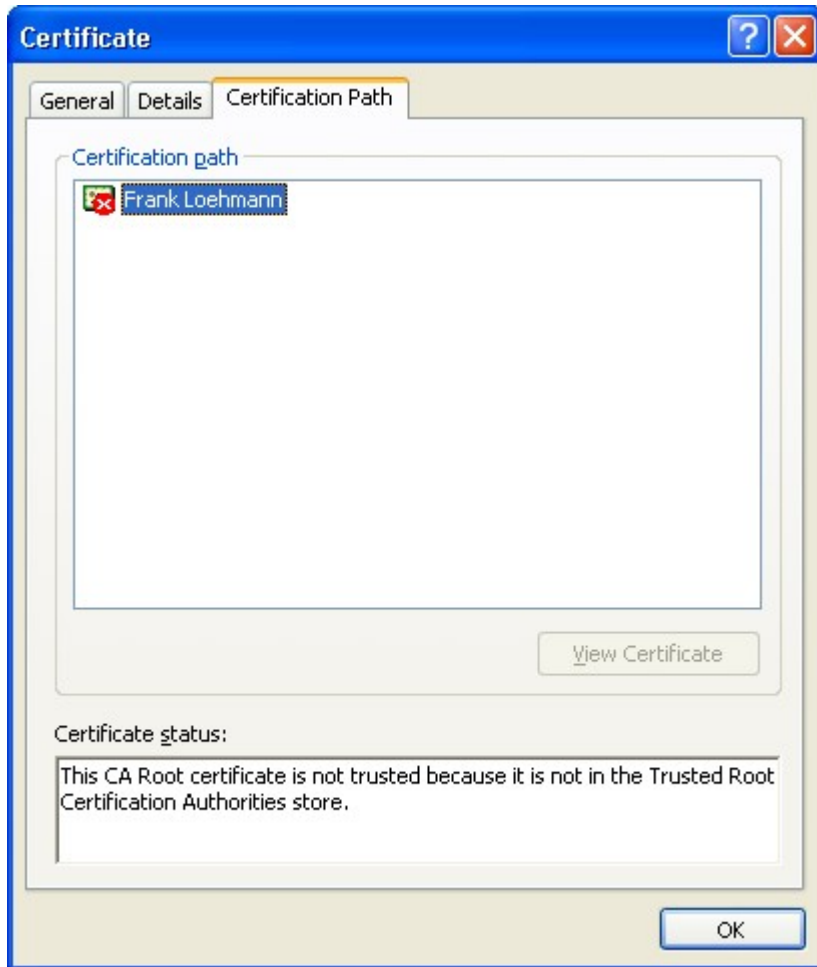 Certificate
General Details Certification Path
Certification path
Frank Loehmann
View Certificate
Certificate status:
This CA Root certificate is not trusted because it is not in the Trusted Root
Certification Authorities store.
OK